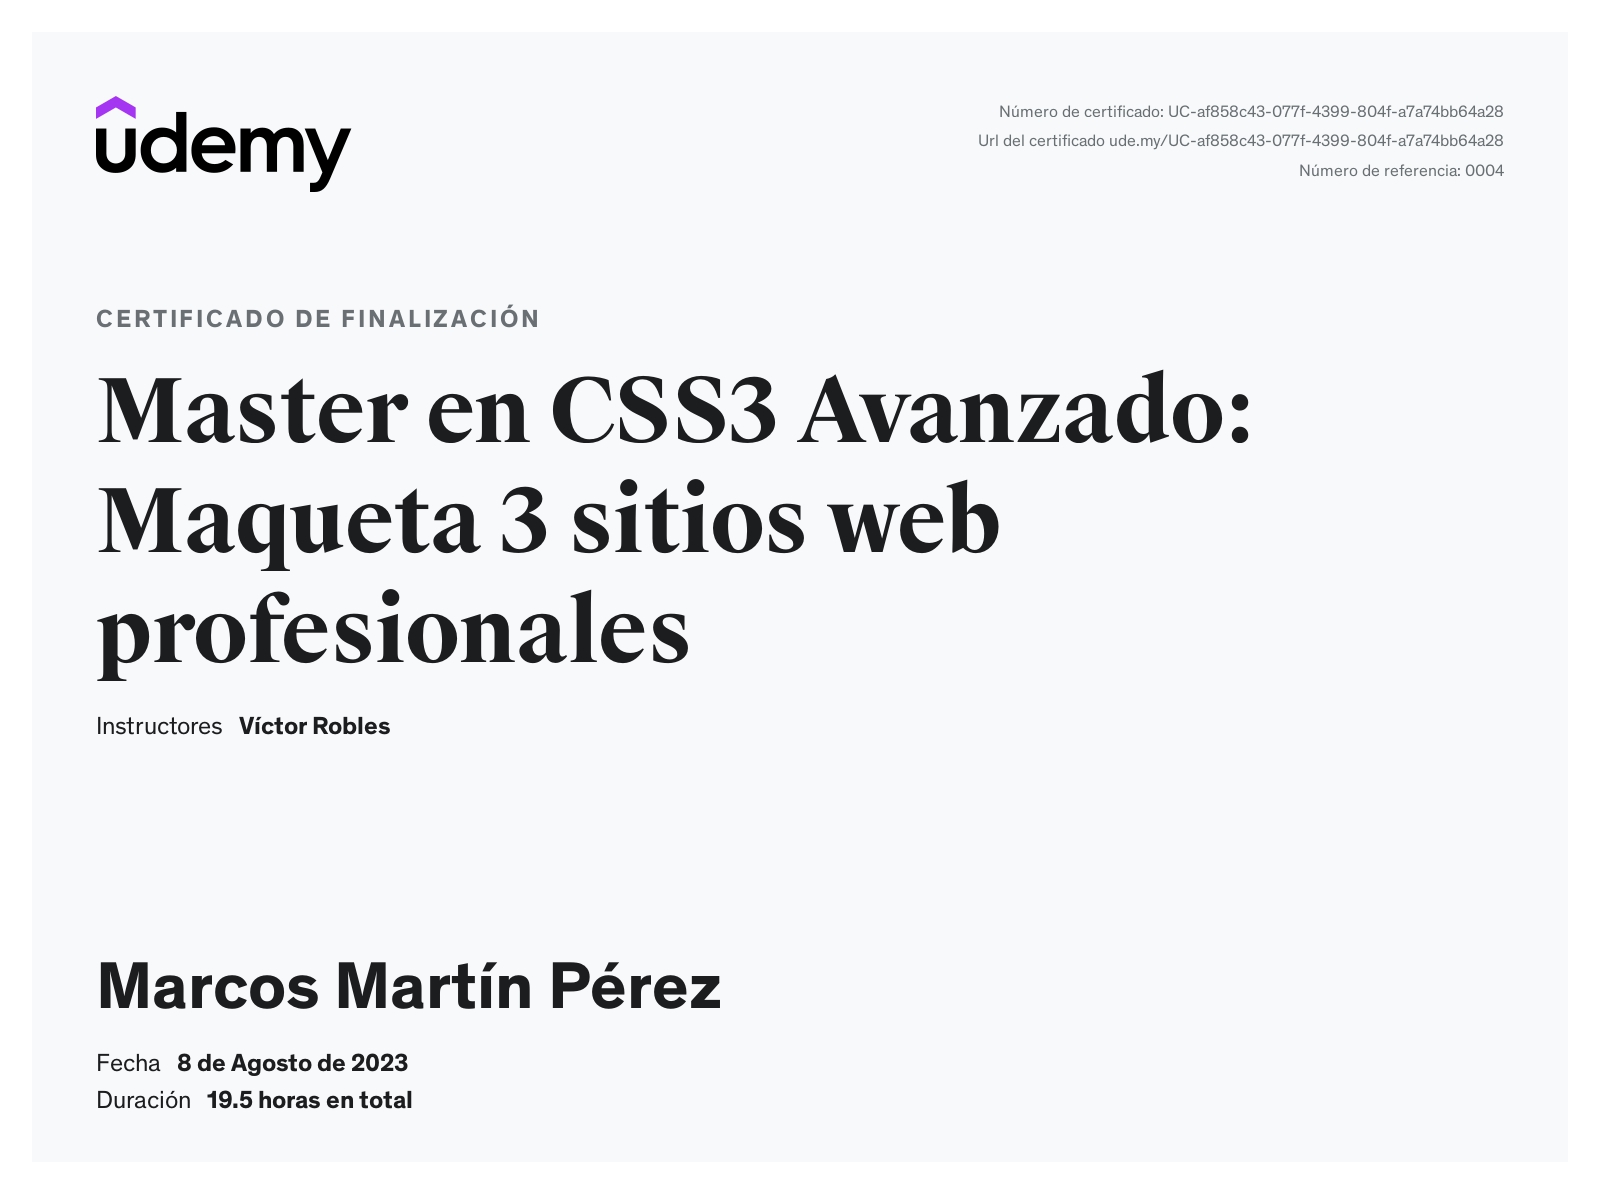 udemy
Número de certificado: UC-af858c43-077f-4399-804f-a7a74bb64a28
Url del certificado ude.my/UC-af858c43-077f-4399-804f-a7a74bb64a28
Número de referencia: 0004
CERTIFICADO DE FINALIZACIÓN
Master en CSS3 Avanzado:
Maqueta 3 sitios web
profesionales
Instructores Víctor Robles
Marcos Martín Pérez
Fecha 8 de Agosto de 2023
Duración 19.5 horas en total